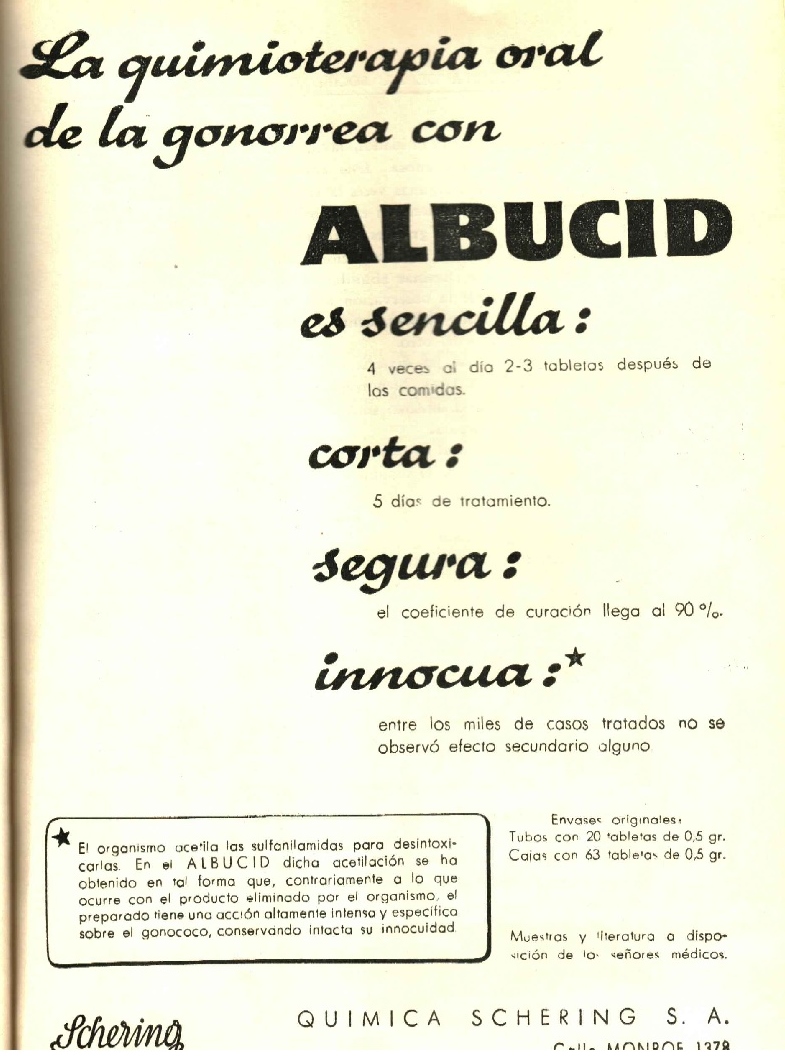 La quimioterapia oral
de la gonorrea con
ALBUCID
es sencilla :
4 veces al día 2-3 tabletas después de
las comidas.
corta :
5 días de tratamiento.
segura :
el coeficiente de curación llega al 90 %.
innocua :★
entre los miles de casos tratados no se
observó efecto secundario alguno
★ El organismo acetila las sulfanilamidas para desintoxi-
carlas. En el ALBUCID dicha acetilación se ha
obtenido en tal forma que, contrariamente a lo que
ocurre con el producto eliminado por el organismo, el
preparado tiene una acción altamente intensa y específica
sobre el gonococo, conservando intacta su innocuidad.
Envases originales:
Tubos con 20 tabletas de 0,5 gr.
Cajas con 63 tabletas de 0,5 gr.
Muestras y literatura a dispo-
sición de los señores médicos.
Schering
QUIMICA SCHERING S. A.
Calle MONROE 1378